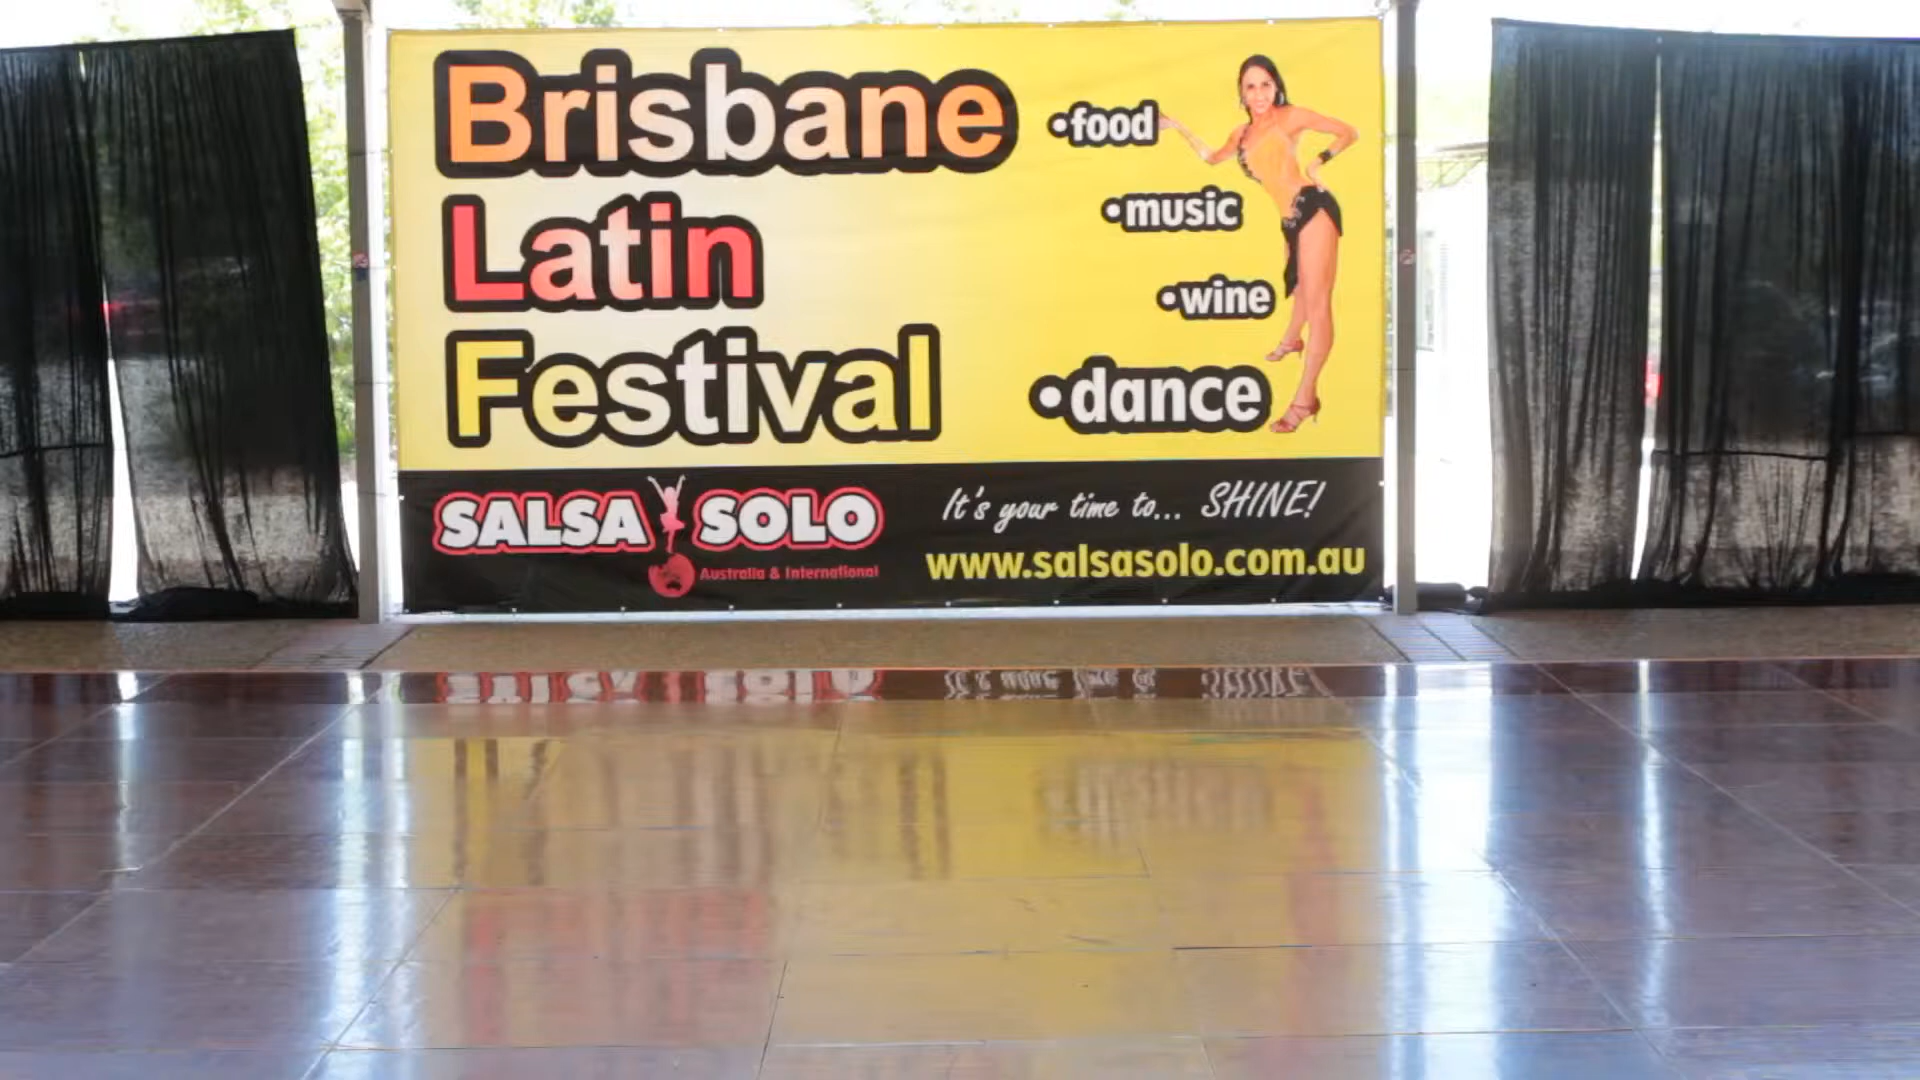 Brisbane
Latin
Festival
•food
•music
•wine
•dance
SALSA SOLO
Australia & International
It's your time to... SHINE!
www.salsasolo.com.au